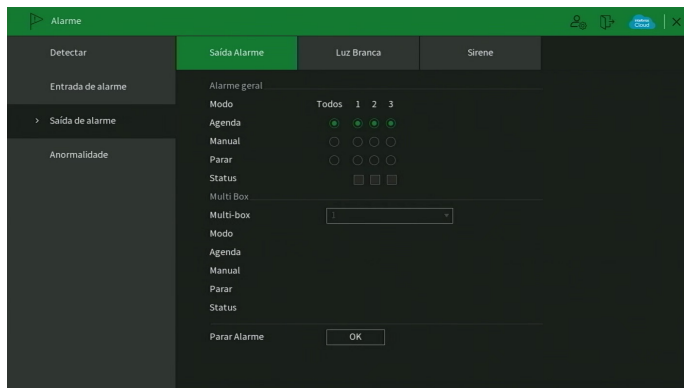 Alarme
Intelbras Cloud
Detectar
Entrada de alarme
Saída de alarme
Anormalidade
Saída Alarme
Luz Branca
Sirene
Alarme geral
Modo Todos 1 2 3
Agenda
Manual
Parar
Status
Multi Box
Multi-box 1
Modo
Agenda
Manual
Parar
Status
Parar Alarme OK